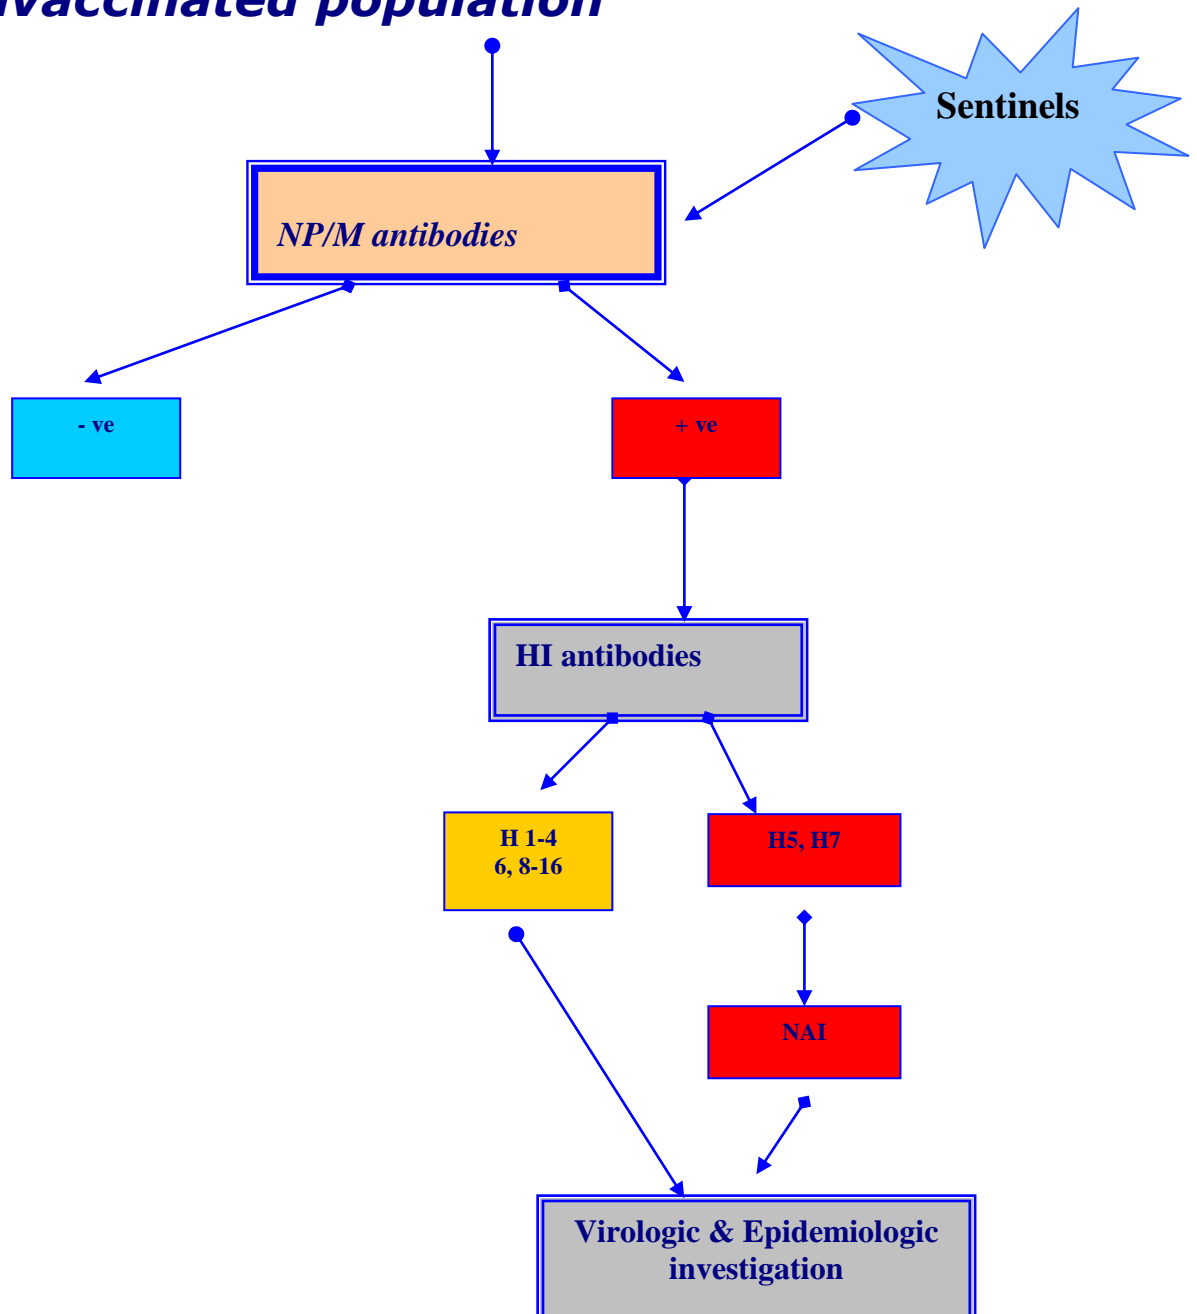 vaccinated population
Sentinels
NP/M antibodies
- ve
+ ve
HI antibodies
H 1-4
6, 8-16
H5, H7
NAI
Virologic & Epidemiologic
investigation